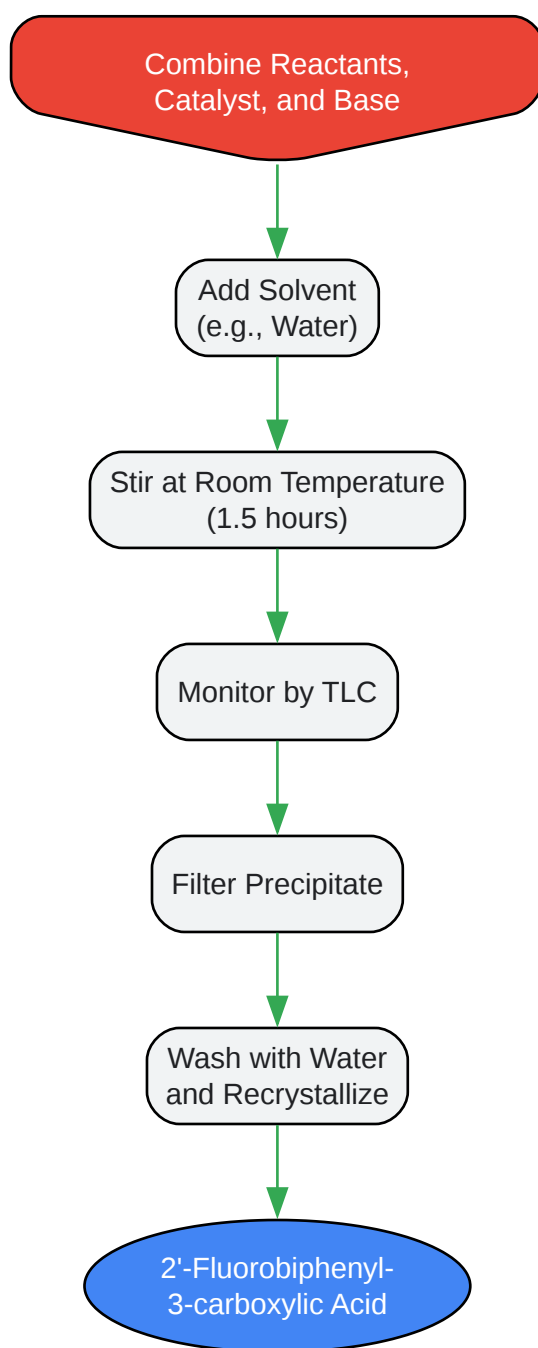 Combine Reactants,
Catalyst, and Base
Add Solvent
(e.g., Water)
Stir at Room Temperature
(1.5 hours)
Monitor by TLC
Filter Precipitate
Wash with Water
and Recrystallize
2'-Fluorobiphenyl-
3-carboxylic Acid